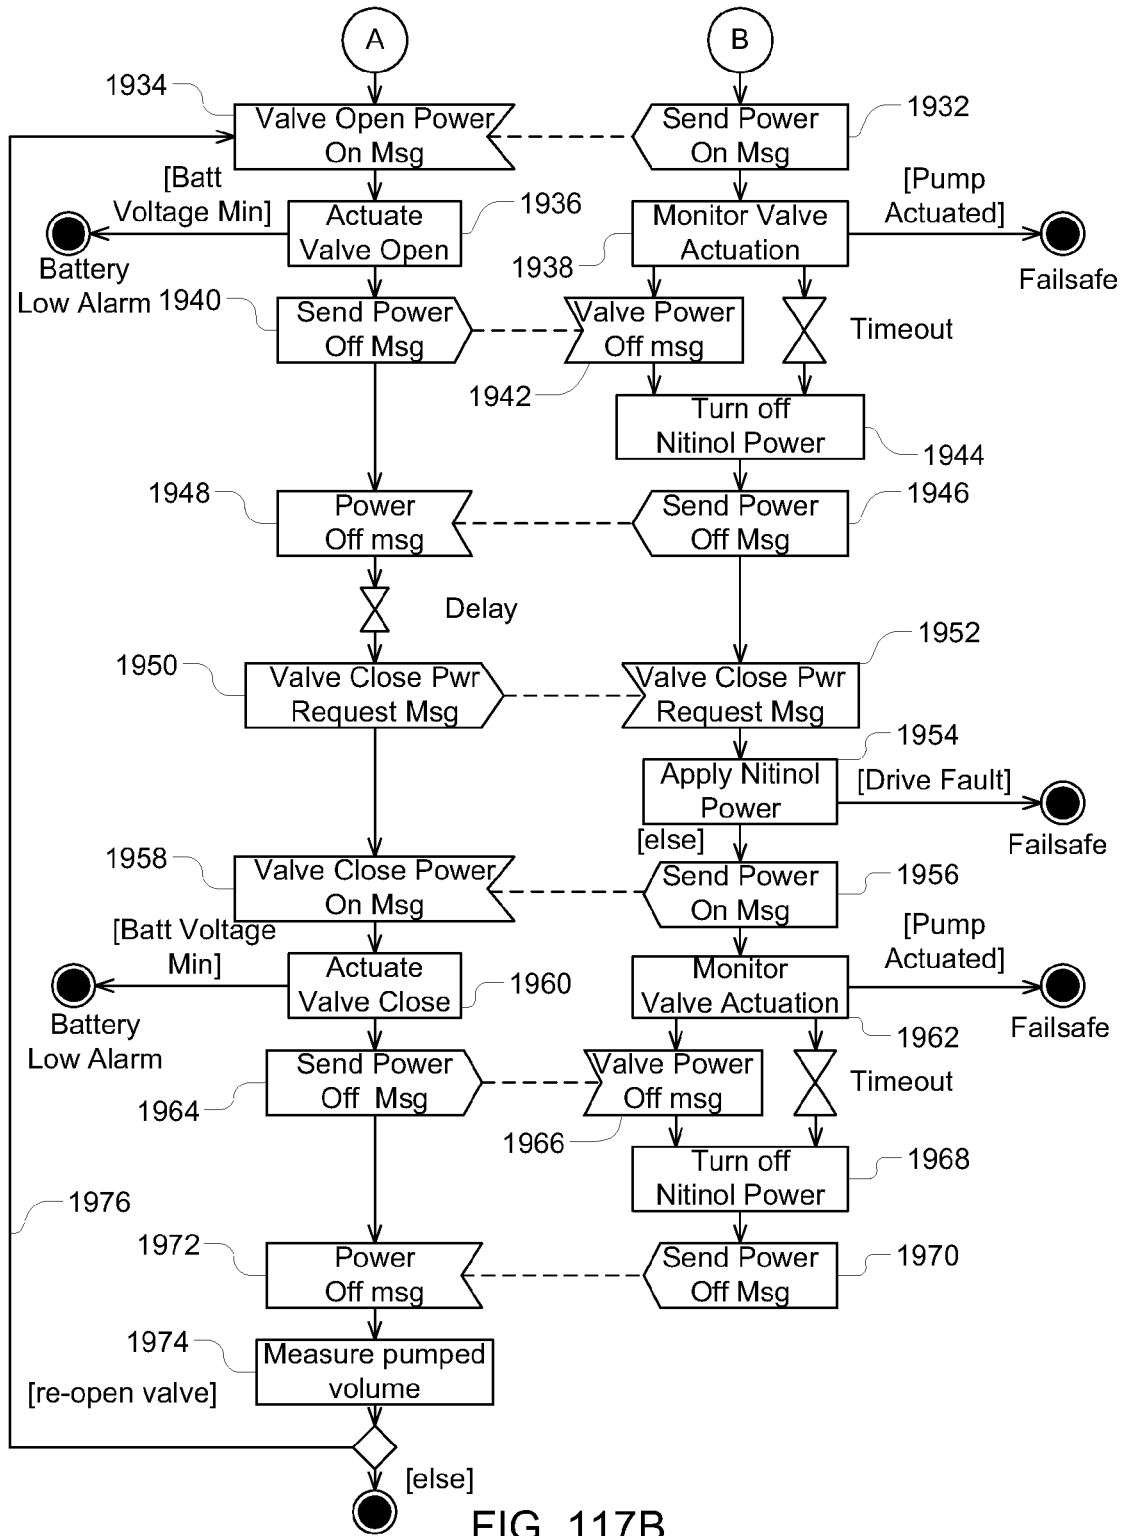 A
B
1934
Valve Open Power
On Msg
Send Power
On Msg
1932
[Batt
Voltage Min]
Actuate
Valve Open
1936
Monitor Valve
Actuation
1938
[Pump
Actuated]
Battery
Low Alarm
Failsafe
1940
Send Power
Off Msg
Valve Power
Off msg
Timeout
1942
Turn off
Nitinol Power
1944
1948
Power
Off msg
Send Power
Off Msg
1946
Delay
1950
Valve Close Pwr
Request Msg
Valve Close Pwr
Request Msg
1952
1954
Apply Nitinol
Power
[Drive Fault]
[else]
Failsafe
1958
Valve Close Power
On Msg
Send Power
On Msg
1956
[Batt Voltage
Min]
Actuate
Valve Close
1960
Monitor
Valve Actuation
[Pump
Actuated]
1962
Battery
Low Alarm
Failsafe
Send Power
Off Msg
1964
Valve Power
Off msg
Timeout
1966
Turn off
Nitinol Power
1968
1976
1972
Power
Off msg
Send Power
Off Msg
1970
1974
Measure pumped
volume
[re-open valve]
[else]
FIG. 117B